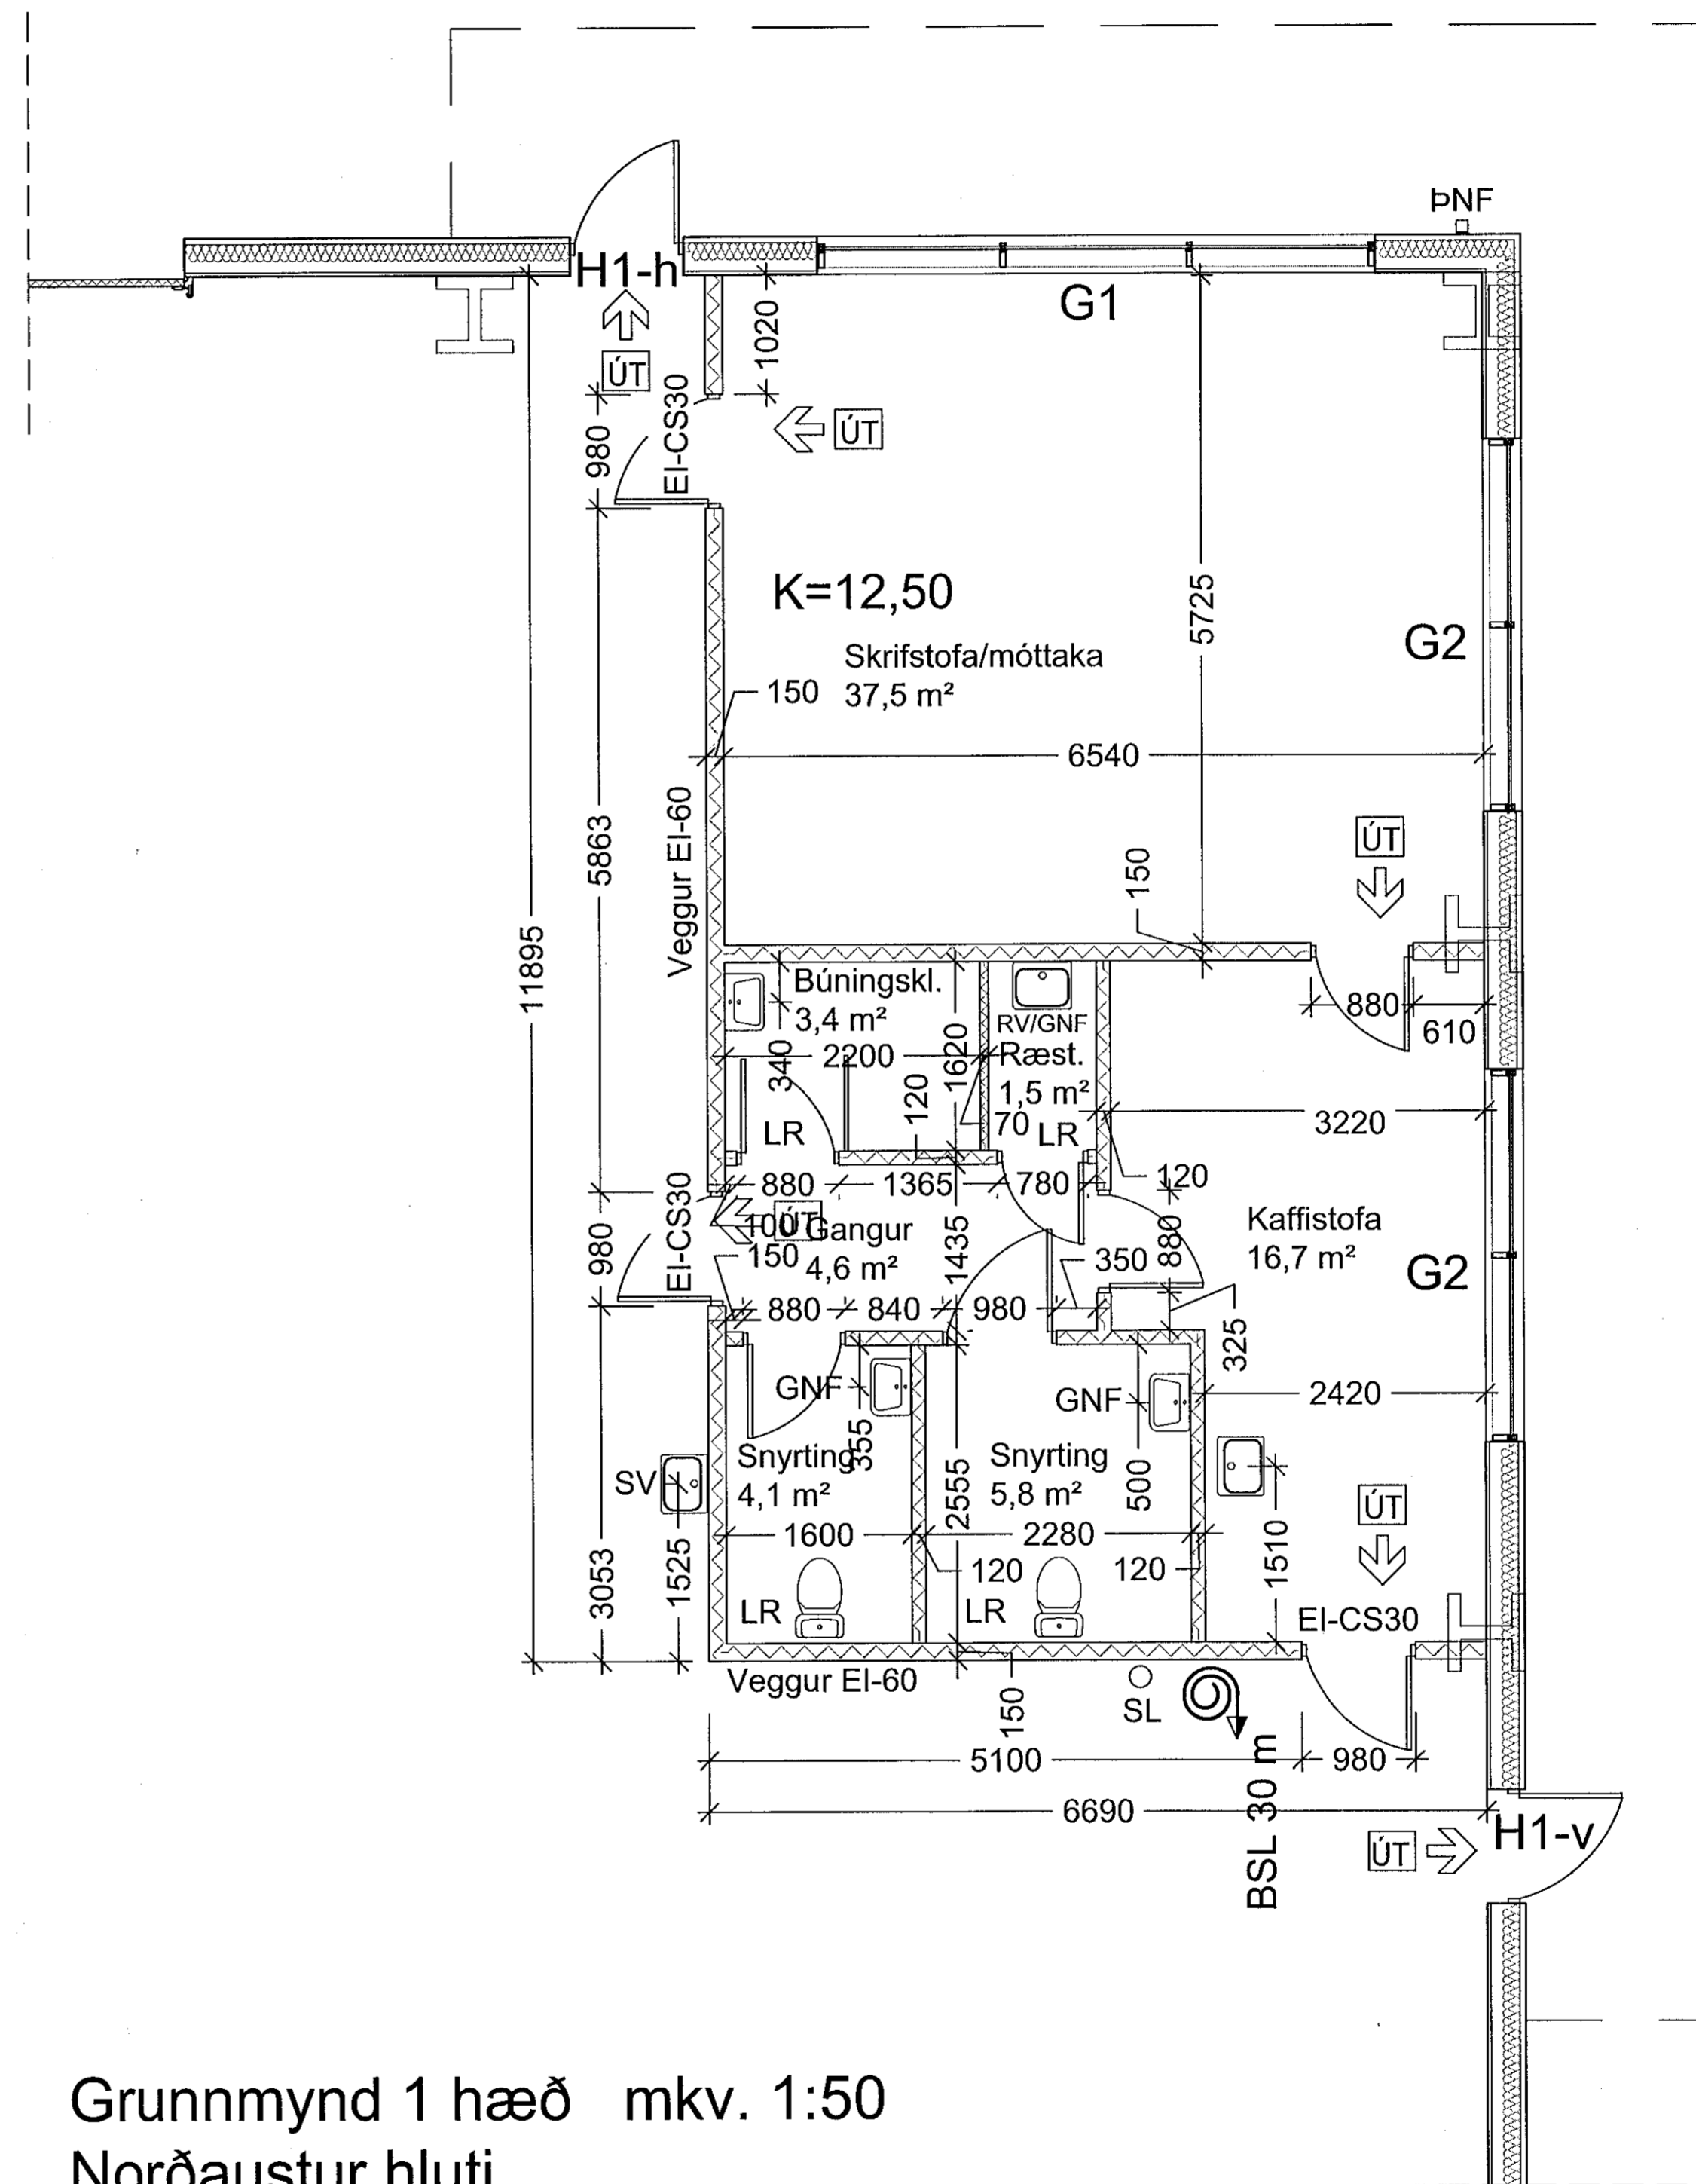 ÞNF
H1-h
G1
ÚT
1020
EI-CS30
980
ÚT
K=12,50
5725
G2
Skrifstofa/móttaka
150
37,5 m²
6540
Veggur EI-60
5863
11895
ÚT
150
Búningskl.
3,4 m²
340
2200
120
1620
RV/GNF
Ræst.
1,5 m²
70
LR
LR
880
610
3220
120
880
1365
780
EI-CS30
980
ÚT
100
Gangur
150
4,6 m²
1435
350
880
Kaffistofa
16,7 m²
G2
880
840
980
325
GNF
355
GNF
500
2420
Snyrting
4,1 m²
Snyrting
5,8 m²
2555
SV
1600
2280
120
120
1510
ÚT
3053
1525
LR
LR
EI-CS30
Veggur EI-60
150
SL
BSL 30 m
5100
980
6690
H1-v
ÚT
Grunnmynd 1 hæð mkv. 1:50
Norðaustur hluti